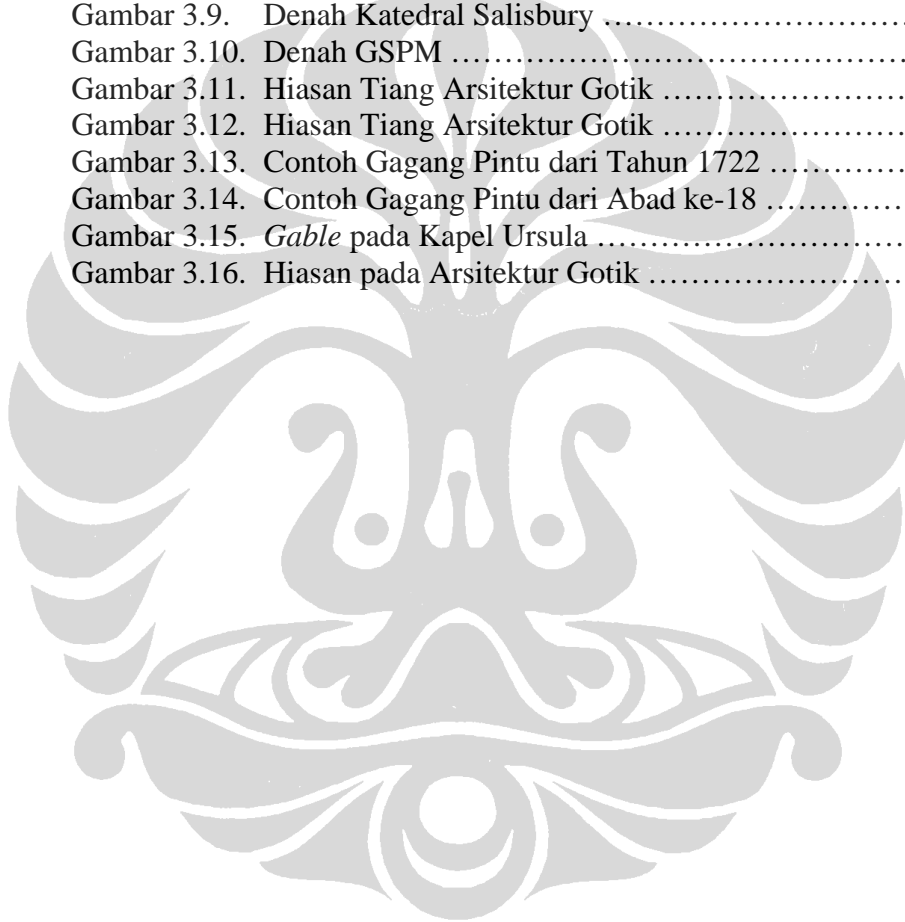 Gambar 3.9. Denah Katedral Salisbury ……………………….
Gambar 3.10. Denah GSPM …………………………………….
Gambar 3.11. Hiasan Tiang Arsitektur Gotik …………………
Gambar 3.12. Hiasan Tiang Arsitektur Gotik …………………
Gambar 3.13. Contoh Gagang Pintu dari Tahun 1722 …………
Gambar 3.14. Contoh Gagang Pintu dari Abad ke-18 …………
Gambar 3.15. Gable pada Kapel Ursula ……………………….
Gambar 3.16. Hiasan pada Arsitektur Gotik ……………………